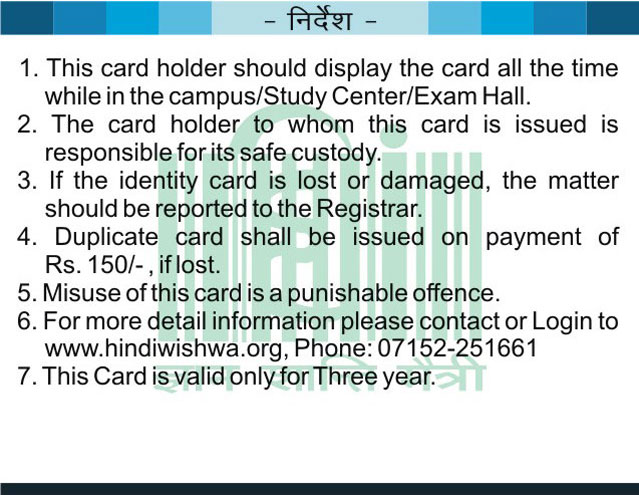 - निर्देश -
1. This card holder should display the card all the time
while in the campus/Study Center/Exam Hall.
2. The card holder to whom this card is issued is
responsible for its safe custody.
3. If the identity card is lost or damaged, the matter
should be reported to the Registrar.
4. Duplicate card shall be issued on payment of
Rs. 150/- , if lost.
5. Misuse of this card is a punishable offence.
6. For more detail information please contact or Login to
www.hindiwishwa.org, Phone: 07152-251661
7. This Card is valid only for Three year.
ज्ञान शान्ति मैत्री